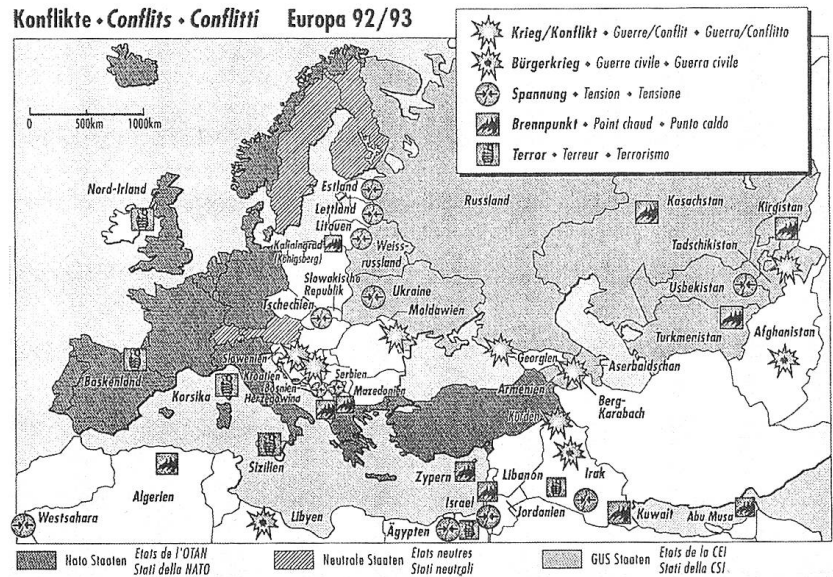 Konflikte • Conflits • Conflitti Europa 92/93
Krieg/Konflikt • Guerre/Conflit • Guerra/Conflitto
Bürgerkrieg • Guerre civile • Guerra civile
Spannung • Tension • Tensione
Brennpunkt • Point chaud • Punto caldo
Terror • Terreur • Terrorismo
0 500km 1000km
Nord-Irland
Estland
Lettland
Litauen
Kaliningrad
(Königsberg)
Weiss-
russland
Russland
Kasachstan
Kirgistan
Tadschikistan
Usbekistan
Turkmenistan
Afghanistan
Slowakische
Republik
Tschechien
Ukraine
Moldawien
Slowenien
Kroatien
Bosnien-
Herzegowina
Serbien
Mazedonien
Georgien
Armenien
Aserbaidschan
Berg-
Karabach
Kurden
Baskenland
Korsika
Sizilien
Zypern
Libanon
Irak
Israel
Jordanien
Kuwait
Abu Musa
Algerien
Westsahara
Libyen
Ägypten
Nato Staaten Etats de l'OTAN
Stati della NATO
Neutrale Staaten Etats neutres
Stati neutrali
GUS Staaten Etats de la CEI
Stati della CSI